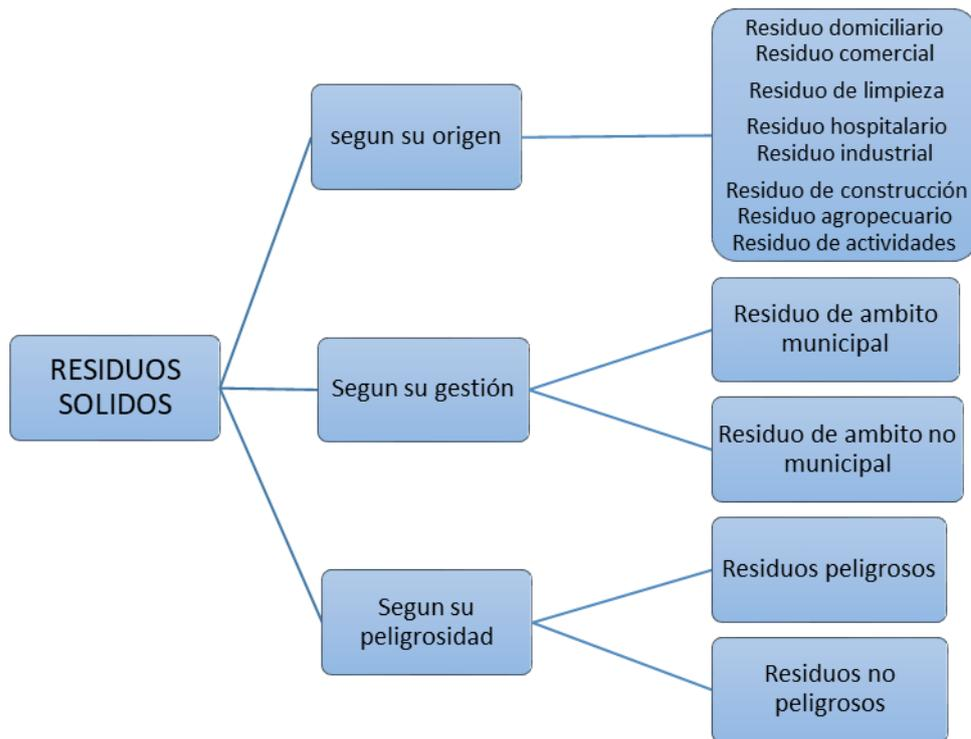 RESIDUOS
SOLIDOS
segun su origen
Residuo domiciliario
Residuo comercial
Residuo de limpieza
Residuo hospitalario
Residuo industrial
Residuo de construcción
Residuo agropecuario
Residuo de actividades
Segun su gestión
Residuo de ambito
municipal
Residuo de ambito no
municipal
Segun su
peligrosidad
Residuos peligrosos
Residuos no
peligrosos